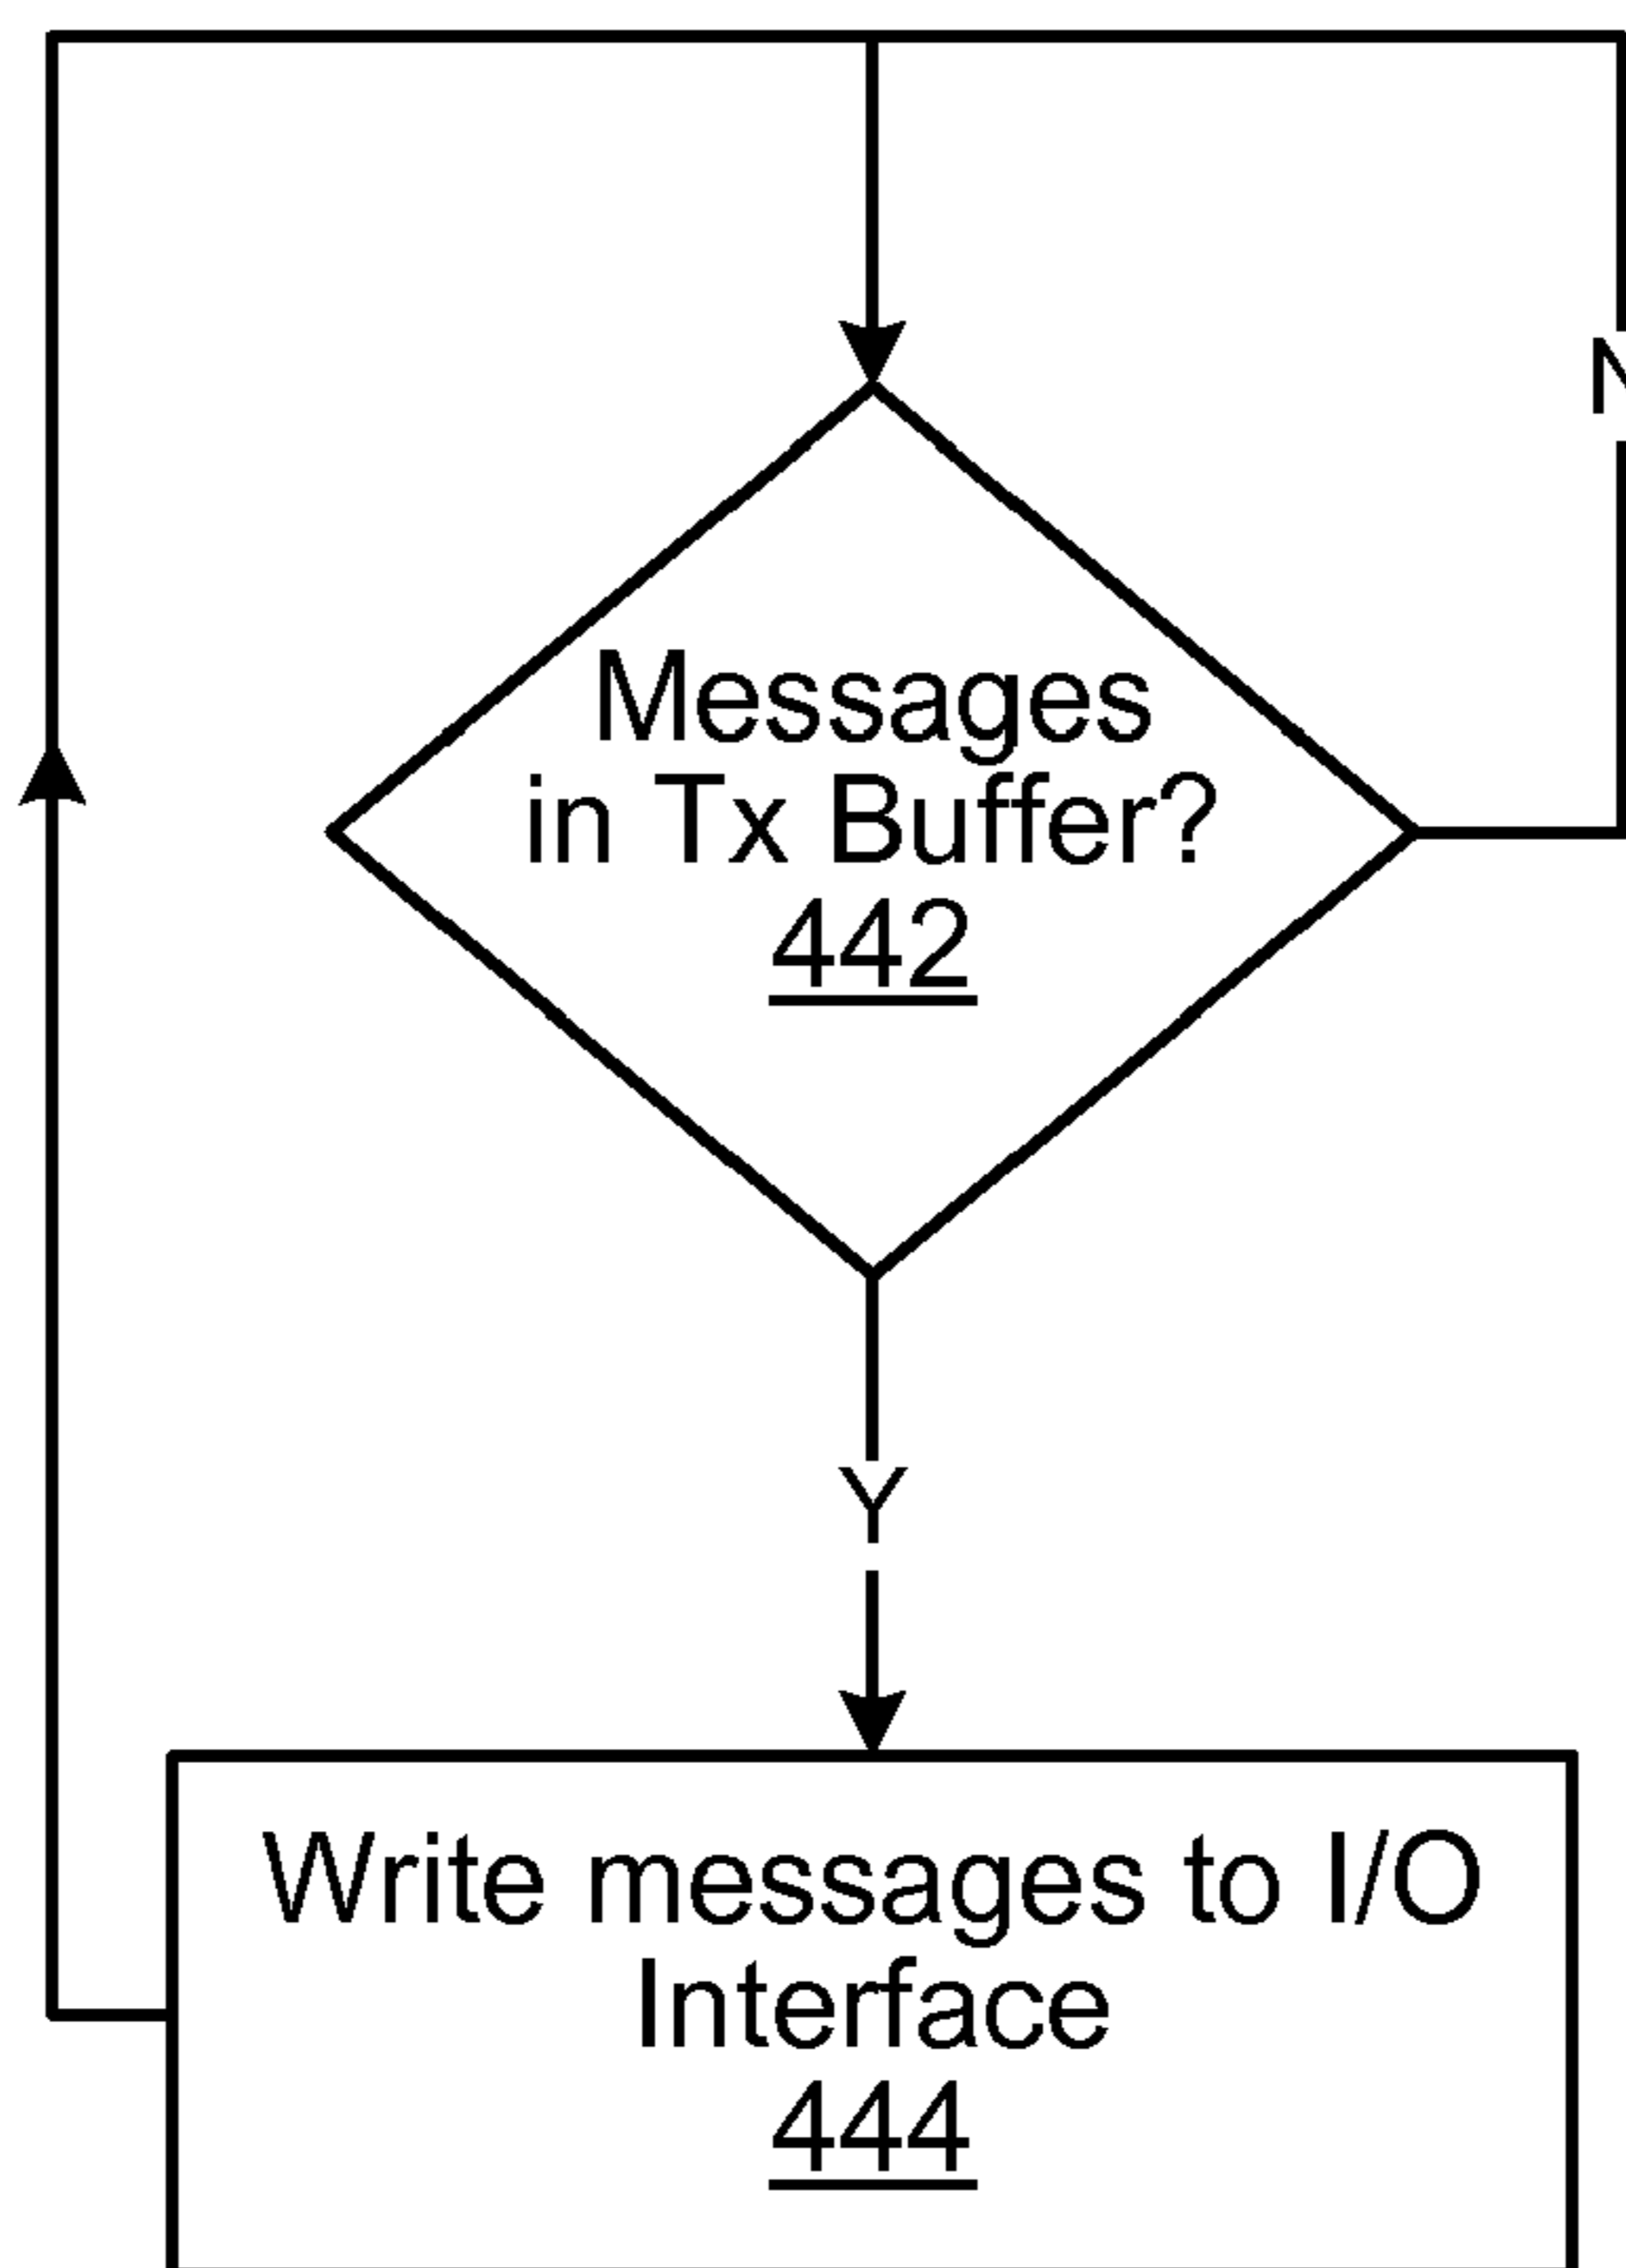 N
Messages
in Tx Buffer?
442
Y
Write messages to I/O
Interface
444